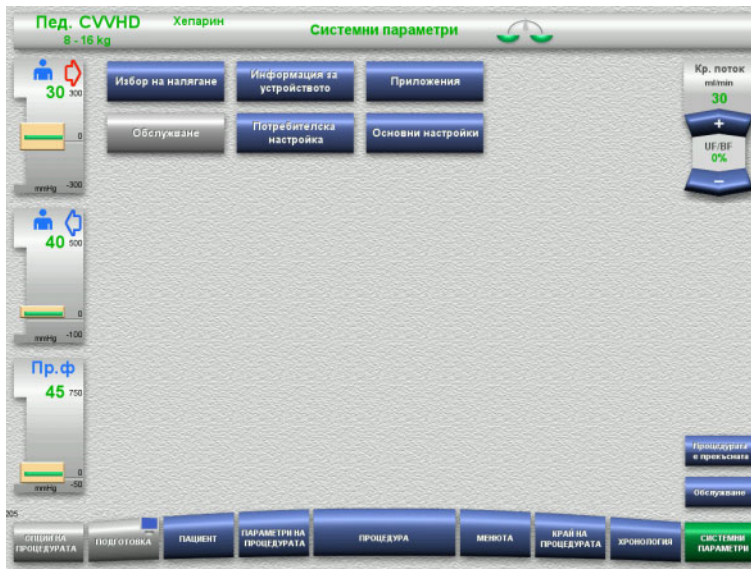 Пед. CVVHD
Хепарин
8 - 16 kg
Системни параметри
30
300
0
-300
mmHg
40
500
0
-100
mmHg
Пр.ф
45
750
0
-50
mmHg
Избор на налягане
Информация за
устройството
Приложения
Обслужване
Потребителска
настройка
Основни настройки
Кр. поток
ml/min
30
+
UF/BF
0%
−
Процедурата
е прекъсната
Обслужване
205
ОПЦИИ НА
ПРОЦЕДУРАТА
ПОДГОТОВКА
ПАЦИЕНТ
ПАРАМЕТРИ НА
ПРОЦЕДУРАТА
ПРОЦЕДУРА
МЕНЮТА
КРАЙ НА
ПРОЦЕДУРАТА
ХРОНОЛОГИЯ
СИСТЕМНИ
ПАРАМЕТРИ